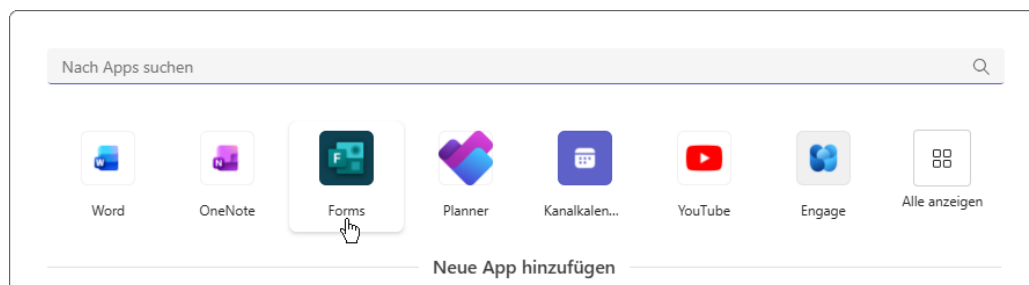 Nach Apps suchen
Word
OneNote
Forms
Planner
Kanalkalen...
YouTube
Engage
Alle anzeigen
Neue App hinzufügen